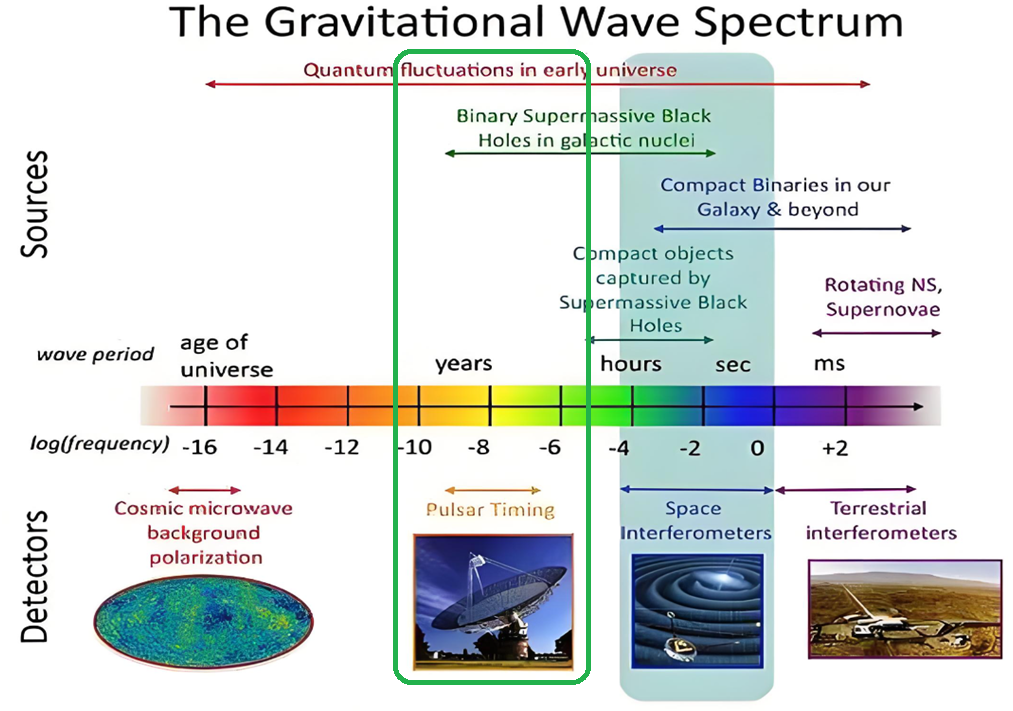 The Gravitational Wave Spectrum
Sources
Quantum fluctuations in early universe
Binary Supermassive Black
Holes in galactic nuclei
Compact Binaries in our
Galaxy & beyond
Compact objects
captured by
Supermassive Black
Holes
Rotating NS,
Supernovae
wave period
age of
universe
years
hours
sec
ms
log(frequency)
-16 -14 -12 -10 -8 -6 -4 -2 0 +2
Detectors
Cosmic microwave
background
polarization
Pulsar Timing
Space
Interferometers
Terrestrial
interferometers